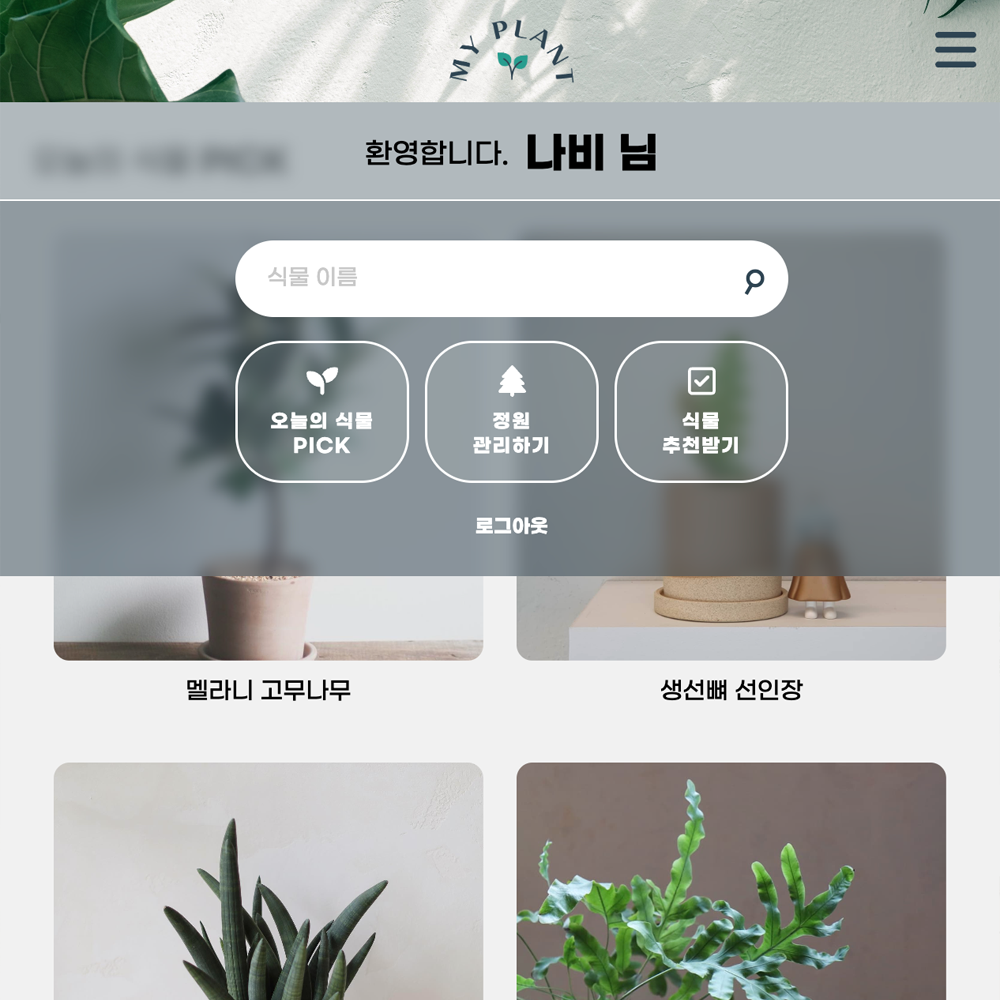 MY PLANT
환영합니다. 나비 님
식물 이름
오늘의 식물
PICK
정원
관리하기
식물
추천받기
로그아웃
멜라니 고무나무
생선뼈 선인장